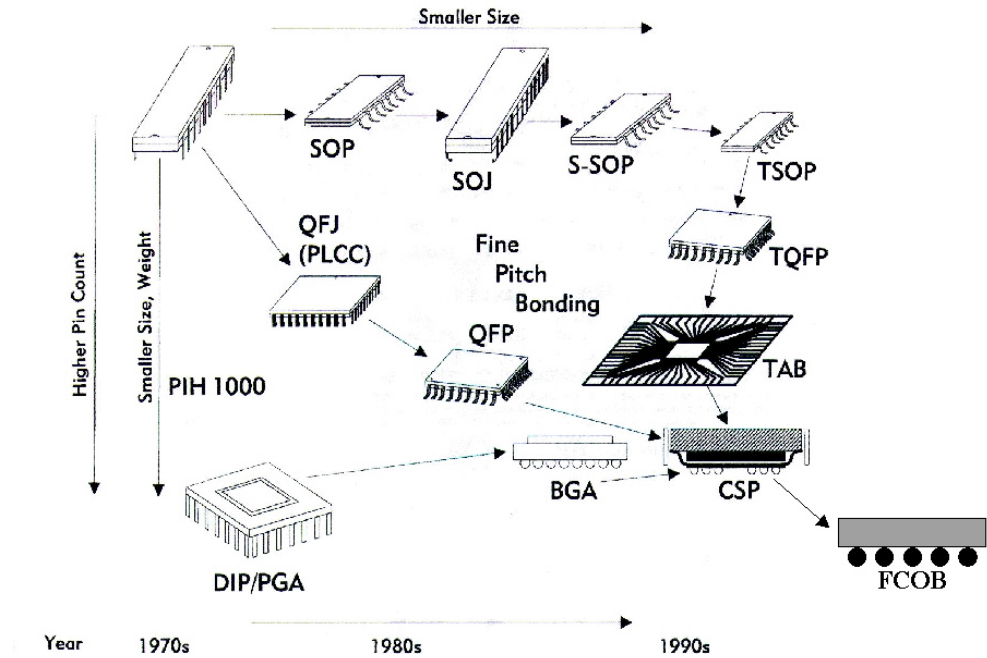 Smaller Size
SOP
SOJ
S-SOP
TSOP
QFJ
(PLCC)
Fine
Pitch
Bonding
TQFP
Higher Pin Count
Smaller Size, Weight
PIH 1000
QFP
TAB
BGA
CSP
DIP/PGA
FCOB
Year
1970s
1980s
1990s